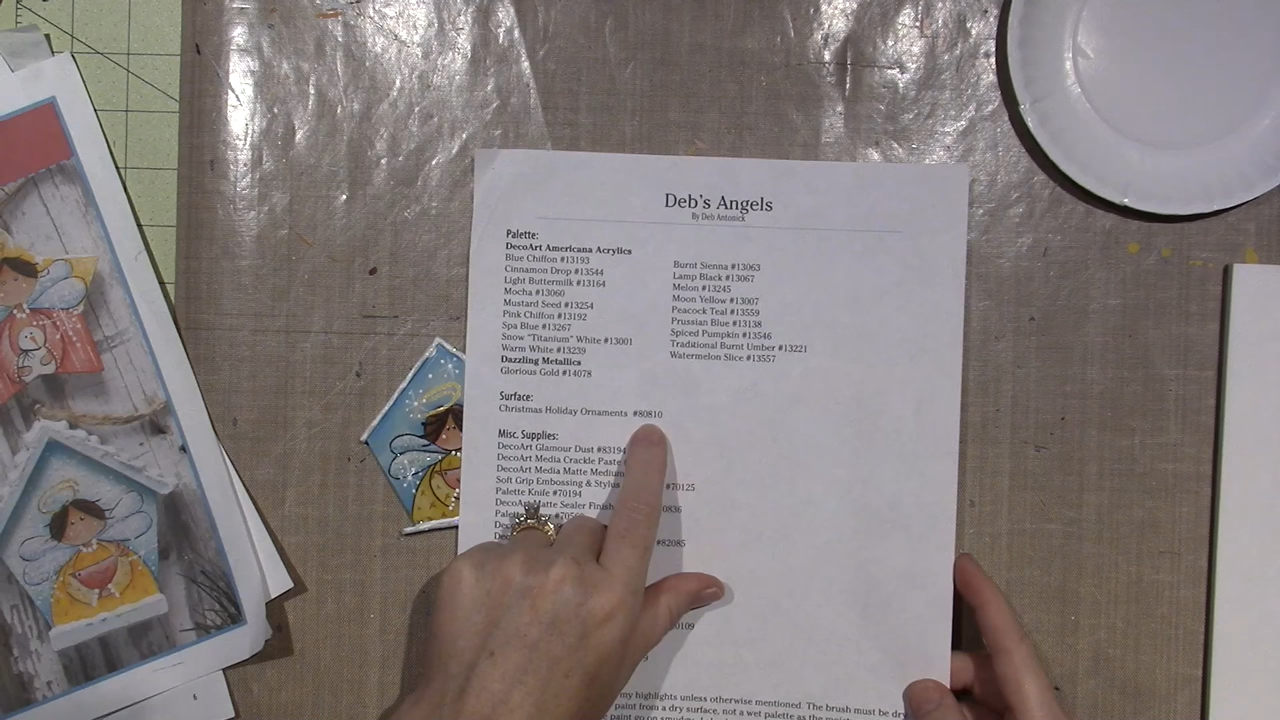 Deb's Angels
By Deb Antonick
Palette:
DecoArt Americana Acrylics
Blue Chiffon #13193
Cinnamon Drop #13544
Light Buttermilk #13164
Mocha #13060
Mustard Seed #13254
Pink Chiffon #13192
Spa Blue #13267
Snow "Titanium" White #13001
Warm White #13239
Dazzling Metallics
Glorious Gold #14078
Burnt Sienna #13063
Lamp Black #13067
Melon #13245
Moon Yellow #13007
Peacock Teal #13559
Prussian Blue #13138
Spiced Pumpkin #13546
Traditional Burnt Umber #13221
Watermelon Slice #13557
Surface:
Christmas Holiday Ornaments #80810
Misc. Supplies:
DecoArt Glamour Dust #83194
DecoArt Media Crackle Paste
DecoArt Media Matte Medium
Soft Grip Embossing & Stylus #70125
Palette Knife #70194
DecoArt Matte Sealer Finish 0836
#82085
my highlights unless otherwise mentioned. The brush must be dry
paint from a dry surface, not a wet palette as the